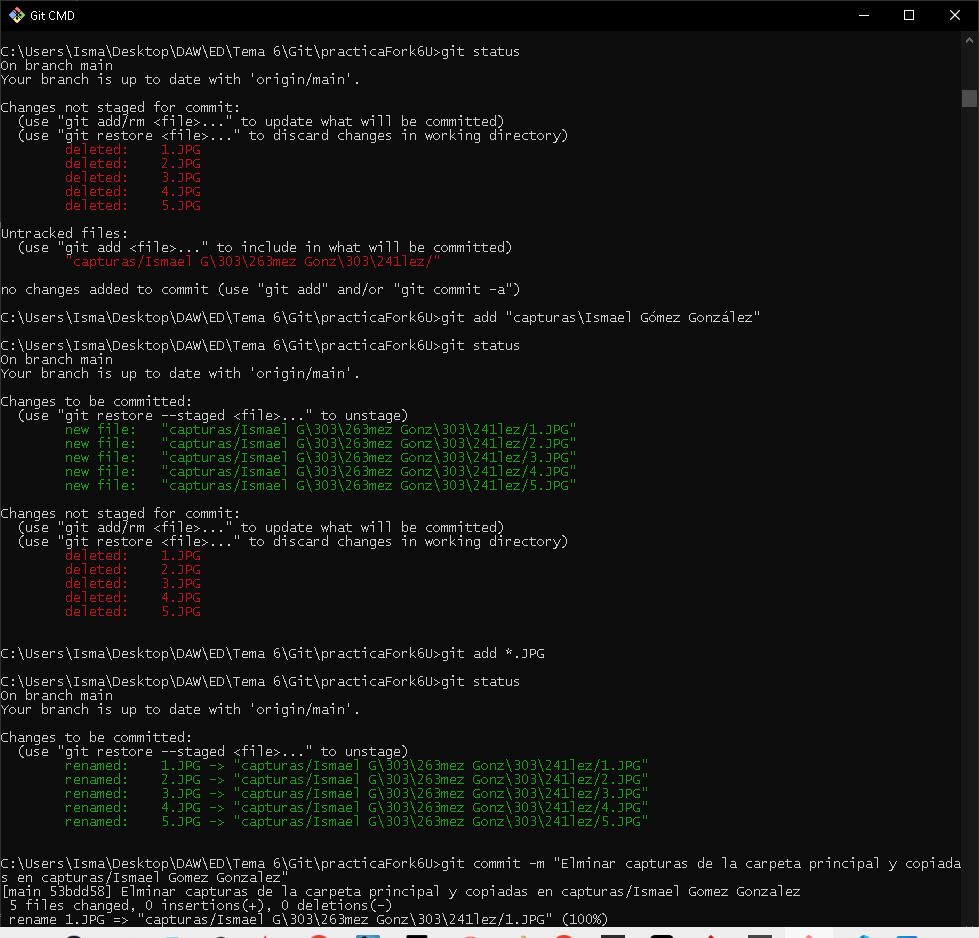 Git CMD
C:\Users\Isma\Desktop\DAW\ED\Tema 6\Git\practicaFork6U>git status
On branch main
Your branch is up to date with 'origin/main'.
Changes not staged for commit:
  (use "git add/rm <file>..." to update what will be committed)
  (use "git restore <file>..." to discard changes in working directory)
        deleted:    1.JPG
        deleted:    2.JPG
        deleted:    3.JPG
        deleted:    4.JPG
        deleted:    5.JPG
Untracked files:
  (use "git add <file>..." to include in what will be committed)
        "capturas/Ismael G\303\263mez Gonz\303\241lez/"
no changes added to commit (use "git add" and/or "git commit -a")
C:\Users\Isma\Desktop\DAW\ED\Tema 6\Git\practicaFork6U>git add "capturas\Ismael Gómez González"
C:\Users\Isma\Desktop\DAW\ED\Tema 6\Git\practicaFork6U>git status
On branch main
Your branch is up to date with 'origin/main'.
Changes to be committed:
  (use "git restore --staged <file>..." to unstage)
        new file:   "capturas/Ismael G\303\263mez Gonz\303\241lez/1.JPG"
        new file:   "capturas/Ismael G\303\263mez Gonz\303\241lez/2.JPG"
        new file:   "capturas/Ismael G\303\263mez Gonz\303\241lez/3.JPG"
        new file:   "capturas/Ismael G\303\263mez Gonz\303\241lez/4.JPG"
        new file:   "capturas/Ismael G\303\263mez Gonz\303\241lez/5.JPG"
Changes not staged for commit:
  (use "git add/rm <file>..." to update what will be committed)
  (use "git restore <file>..." to discard changes in working directory)
        deleted:    1.JPG
        deleted:    2.JPG
        deleted:    3.JPG
        deleted:    4.JPG
        deleted:    5.JPG
C:\Users\Isma\Desktop\DAW\ED\Tema 6\Git\practicaFork6U>git add *.JPG
C:\Users\Isma\Desktop\DAW\ED\Tema 6\Git\practicaFork6U>git status
On branch main
Your branch is up to date with 'origin/main'.
Changes to be committed:
  (use "git restore --staged <file>..." to unstage)
        renamed:    1.JPG -> "capturas/Ismael G\303\263mez Gonz\303\241lez/1.JPG"
        renamed:    2.JPG -> "capturas/Ismael G\303\263mez Gonz\303\241lez/2.JPG"
        renamed:    3.JPG -> "capturas/Ismael G\303\263mez Gonz\303\241lez/3.JPG"
        renamed:    4.JPG -> "capturas/Ismael G\303\263mez Gonz\303\241lez/4.JPG"
        renamed:    5.JPG -> "capturas/Ismael G\303\263mez Gonz\303\241lez/5.JPG"
C:\Users\Isma\Desktop\DAW\ED\Tema 6\Git\practicaFork6U>git commit -m "Elminar capturas de la carpeta principal y copiada
s en capturas/Ismael Gomez Gonzalez"
[main 53bdd58] Elminar capturas de la carpeta principal y copiadas en capturas/Ismael Gomez Gonzalez
 5 files changed, 0 insertions(+), 0 deletions(-)
 rename 1.JPG => "capturas/Ismael G\303\263mez Gonz\303\241lez/1.JPG" (100%)